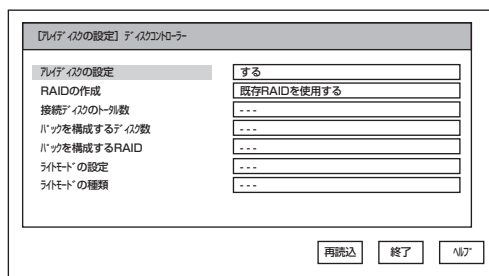 [ｱﾚｲﾃﾞｨｽｸの設定] ﾃﾞｨｽｸｺﾝﾄﾛｰﾗｰ
ｱﾚｲﾃﾞｨｽｸの設定 する
RAIDの作成 既存RAIDを使用する
接続ﾃﾞｨｽｸのﾄｰﾀﾙ数 ---
ﾊﾟｯｸを構成するﾃﾞｨｽｸ数 ---
ﾊﾟｯｸを構成するRAID ---
ﾗｲﾄﾓｰﾄﾞの設定 ---
ﾗｲﾄﾓｰﾄﾞの種類 ---
再読込 終了 ﾍﾙﾌﾟ